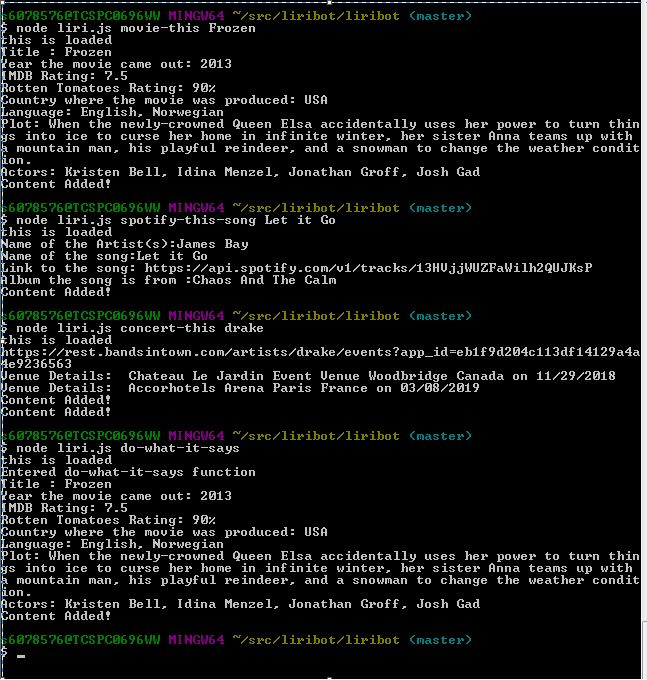 s6078576@TCSPC0696WW MINGW64 ~/src/liribot/liribot (master)
$ node liri.js movie-this Frozen
this is loaded
Title : Frozen
Year the movie came out: 2013
IMDB Rating: 7.5
Rotten Tomatoes Rating: 90%
Country where the movie was produced: USA
Language: English, Norwegian
Plot: When the newly-crowned Queen Elsa accidentally uses her power to turn thin
gs into ice to curse her home in infinite winter, her sister Anna teams up with
a mountain man, his playful reindeer, and a snowman to change the weather condit
ion.
Actors: Kristen Bell, Idina Menzel, Jonathan Groff, Josh Gad
Content Added!
s6078576@TCSPC0696WW MINGW64 ~/src/liribot/liribot (master)
$ node liri.js spotify-this-song Let it Go
this is loaded
Name of the Artist(s):James Bay
Name of the song:Let it Go
Link to the song: https://api.spotify.com/v1/tracks/13HVjjWUZFaWilh2QUJKsP
Album the song is from :Chaos And The Calm
Content Added!
s6078576@TCSPC0696WW MINGW64 ~/src/liribot/liribot (master)
$ node liri.js concert-this drake
this is loaded
https://rest.bandsintown.com/artists/drake/events?app_id=eb1f9d204c113df14129a4a
4e9236563
Venue Details:  Chateau Le Jardin Event Venue Woodbridge Canada on 11/29/2018
Venue Details:  Accorhotels Arena Paris France on 03/08/2019
Content Added!
Content Added!
s6078576@TCSPC0696WW MINGW64 ~/src/liribot/liribot (master)
$ node liri.js do-what-it-says
this is loaded
Entered do-what-it-says function
Title : Frozen
Year the movie came out: 2013
IMDB Rating: 7.5
Rotten Tomatoes Rating: 90%
Country where the movie was produced: USA
Language: English, Norwegian
Plot: When the newly-crowned Queen Elsa accidentally uses her power to turn thin
gs into ice to curse her home in infinite winter, her sister Anna teams up with
a mountain man, his playful reindeer, and a snowman to change the weather condit
ion.
Actors: Kristen Bell, Idina Menzel, Jonathan Groff, Josh Gad
Content Added!
s6078576@TCSPC0696WW MINGW64 ~/src/liribot/liribot (master)
$